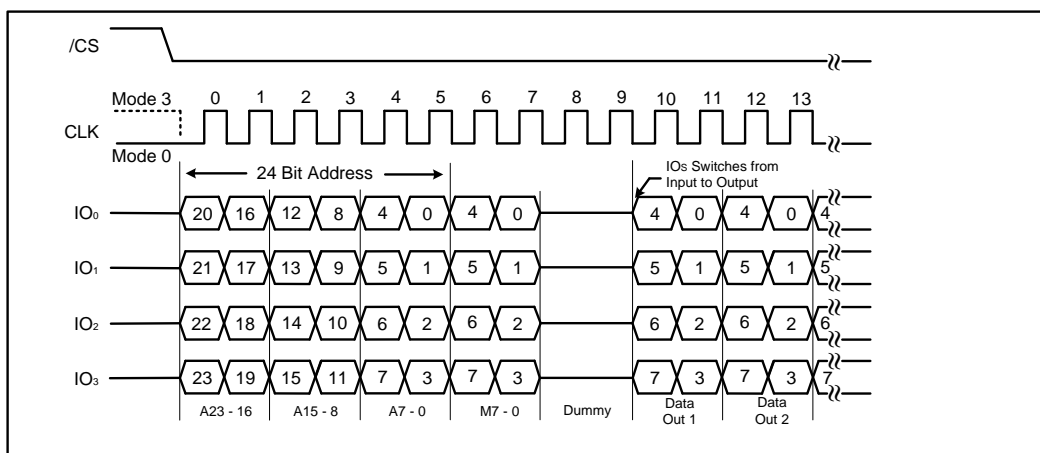 /CS
Mode 3
0 1 2 3 4 5 6 7 8 9 10 11 12 13
CLK
Mode 0
24 Bit Address
IOs Switches from
Input to Output
IO0 20 16 12 8 4 0 4 0 4 0 4 0 4
IO1 21 17 13 9 5 1 5 1 5 1 5 1 5
IO2 22 18 14 10 6 2 6 2 6 2 6 2 6
IO3 23 19 15 11 7 3 7 3 7 3 7 3 7
A23 - 16 A15 - 8 A7 - 0 M7 - 0 Dummy Data Out 1 Data Out 2